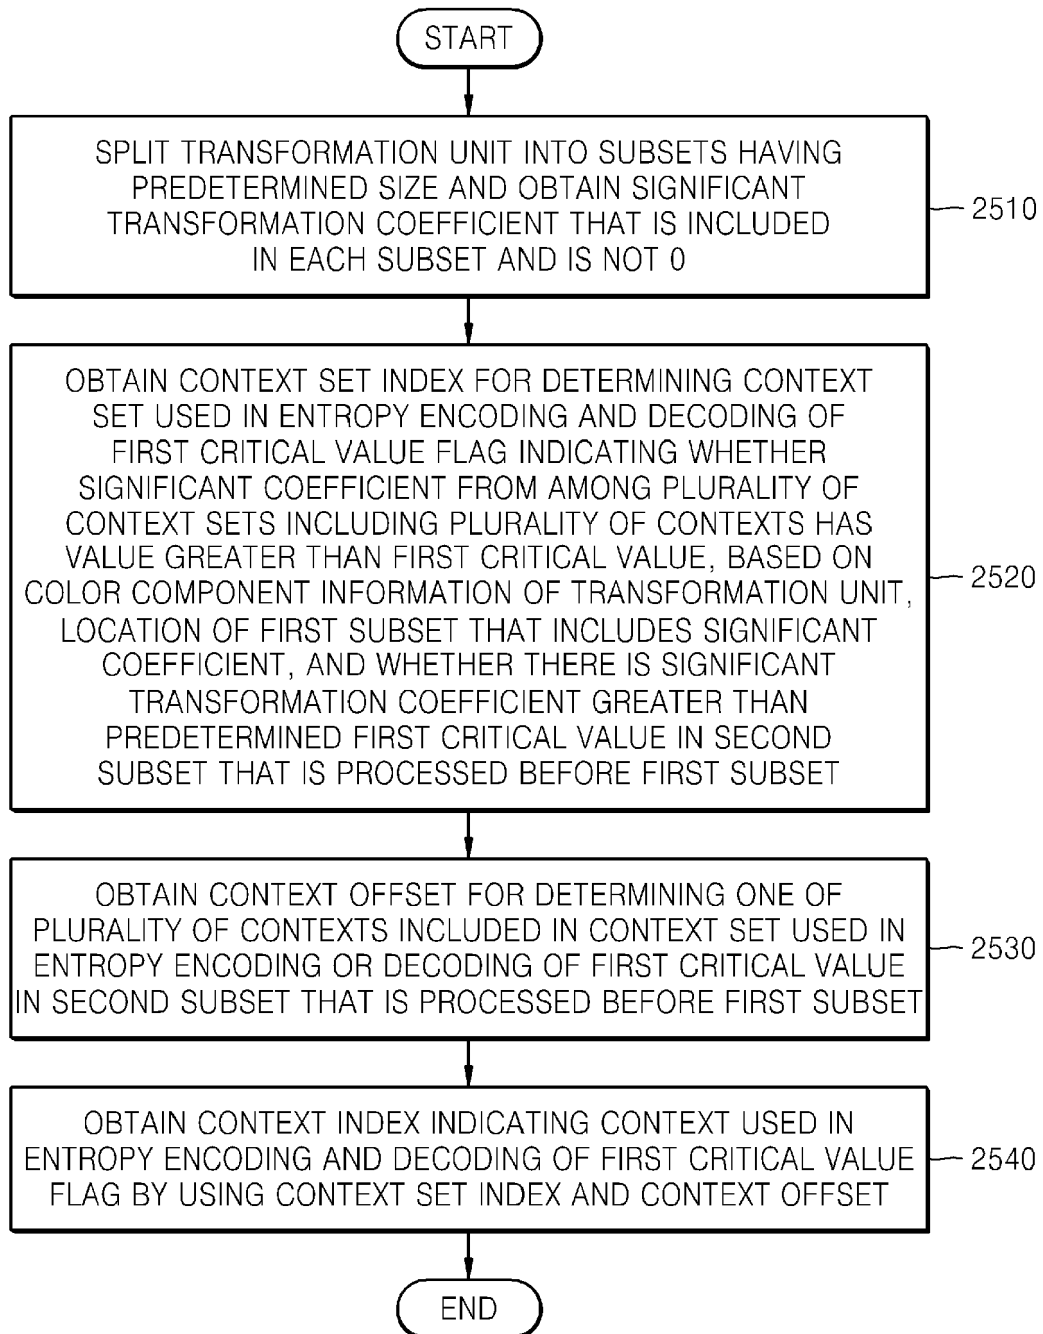 START
SPLIT TRANSFORMATION UNIT INTO SUBSETS HAVING
PREDETERMINED SIZE AND OBTAIN SIGNIFICANT
TRANSFORMATION COEFFICIENT THAT IS INCLUDED
IN EACH SUBSET AND IS NOT 0
2510
OBTAIN CONTEXT SET INDEX FOR DETERMINING CONTEXT
SET USED IN ENTROPY ENCODING AND DECODING OF
FIRST CRITICAL VALUE FLAG INDICATING WHETHER
SIGNIFICANT COEFFICIENT FROM AMONG PLURALITY OF
CONTEXT SETS INCLUDING PLURALITY OF CONTEXTS HAS
VALUE GREATER THAN FIRST CRITICAL VALUE, BASED ON
COLOR COMPONENT INFORMATION OF TRANSFORMATION UNIT,
LOCATION OF FIRST SUBSET THAT INCLUDES SIGNIFICANT
COEFFICIENT, AND WHETHER THERE IS SIGNIFICANT
TRANSFORMATION COEFFICIENT GREATER THAN
PREDETERMINED FIRST CRITICAL VALUE IN SECOND
SUBSET THAT IS PROCESSED BEFORE FIRST SUBSET
2520
OBTAIN CONTEXT OFFSET FOR DETERMINING ONE OF
PLURALITY OF CONTEXTS INCLUDED IN CONTEXT SET USED IN
ENTROPY ENCODING OR DECODING OF FIRST CRITICAL VALUE
IN SECOND SUBSET THAT IS PROCESSED BEFORE FIRST SUBSET
2530
OBTAIN CONTEXT INDEX INDICATING CONTEXT USED IN
ENTROPY ENCODING AND DECODING OF FIRST CRITICAL VALUE
FLAG BY USING CONTEXT SET INDEX AND CONTEXT OFFSET
2540
END